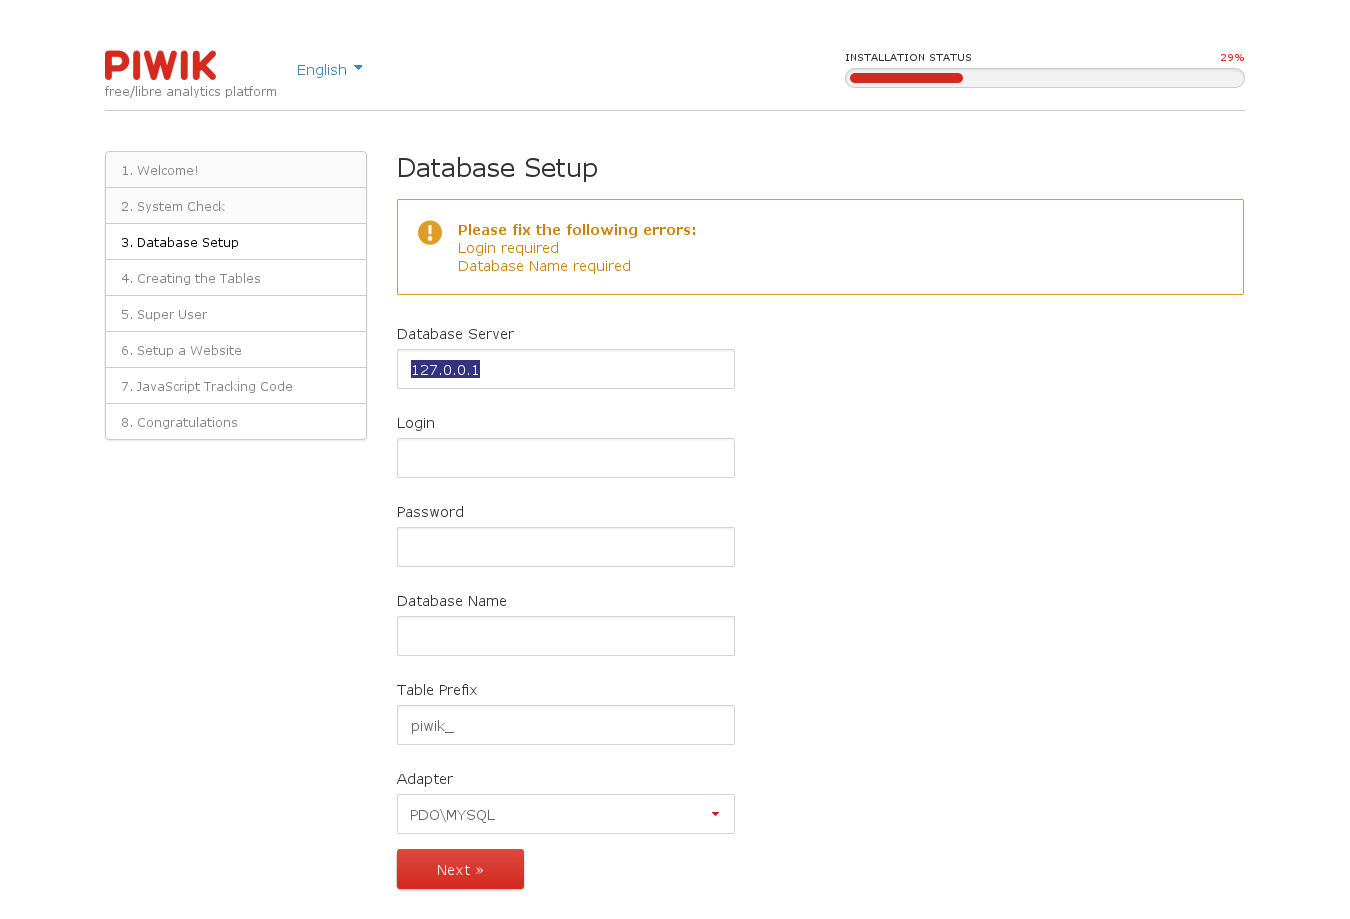 PIWIK
free/libre analytics platform
English
INSTALLATION STATUS 29%
1. Welcome!
2. System Check
3. Database Setup
4. Creating the Tables
5. Super User
6. Setup a Website
7. JavaScript Tracking Code
8. Congratulations
Database Setup
Please fix the following errors:
Login required
Database Name required
Database Server
127.0.0.1
Login
Password
Database Name
Table Prefix
piwik_
Adapter
PDO\MYSQL
Next »